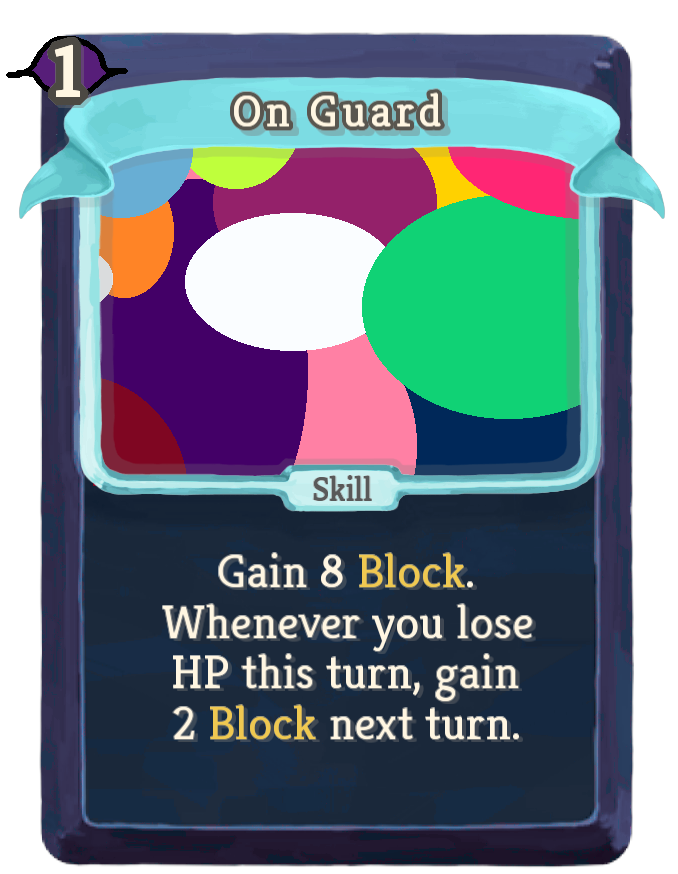 1
On Guard
Skill
Gain 8 Block.
Whenever you lose
HP this turn, gain
2 Block next turn.